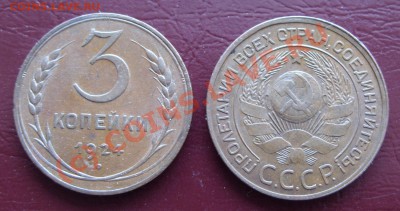 3
КОПЕЙКИ
1924
ПРОЛЕТАРИИ ВСЕХ СТРАН, СОЕДИНЯЙТЕСЬ!
С.С.С.Р.